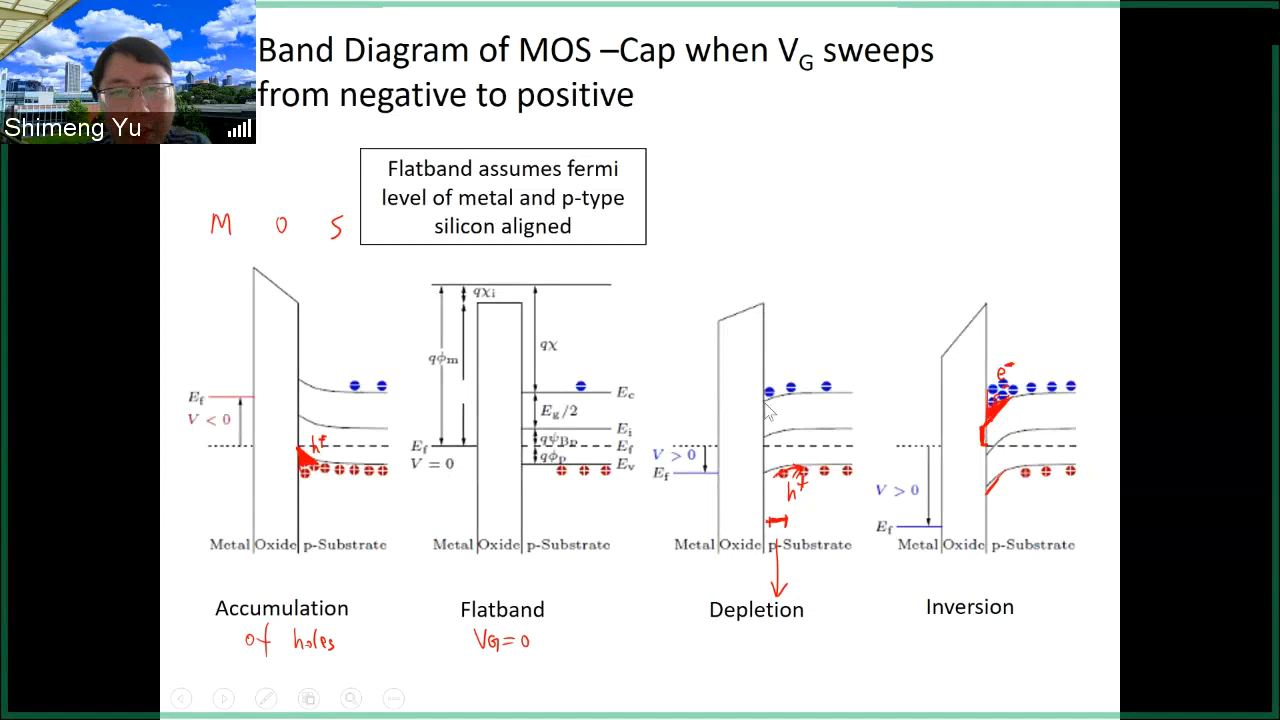 Shimeng Yu
Band Diagram of MOS –Cap when VG sweeps
from negative to positive
Flatband assumes fermi
level of metal and p-type
silicon aligned
M O S
Ef
V < 0
h+
Metal Oxide p-Substrate
Accumulation
of holes
qχi
qϕm
qχ
Ec
Eg/2
Ei
qψBp
Ef
Ef
qϕp
V = 0
Ev
Metal Oxide p-Substrate
Flatband
VG=0
V > 0
Ef
h+
Metal Oxide p-Substrate
Depletion
e-
V > 0
Ef
Metal Oxide p-Substrate
Inversion